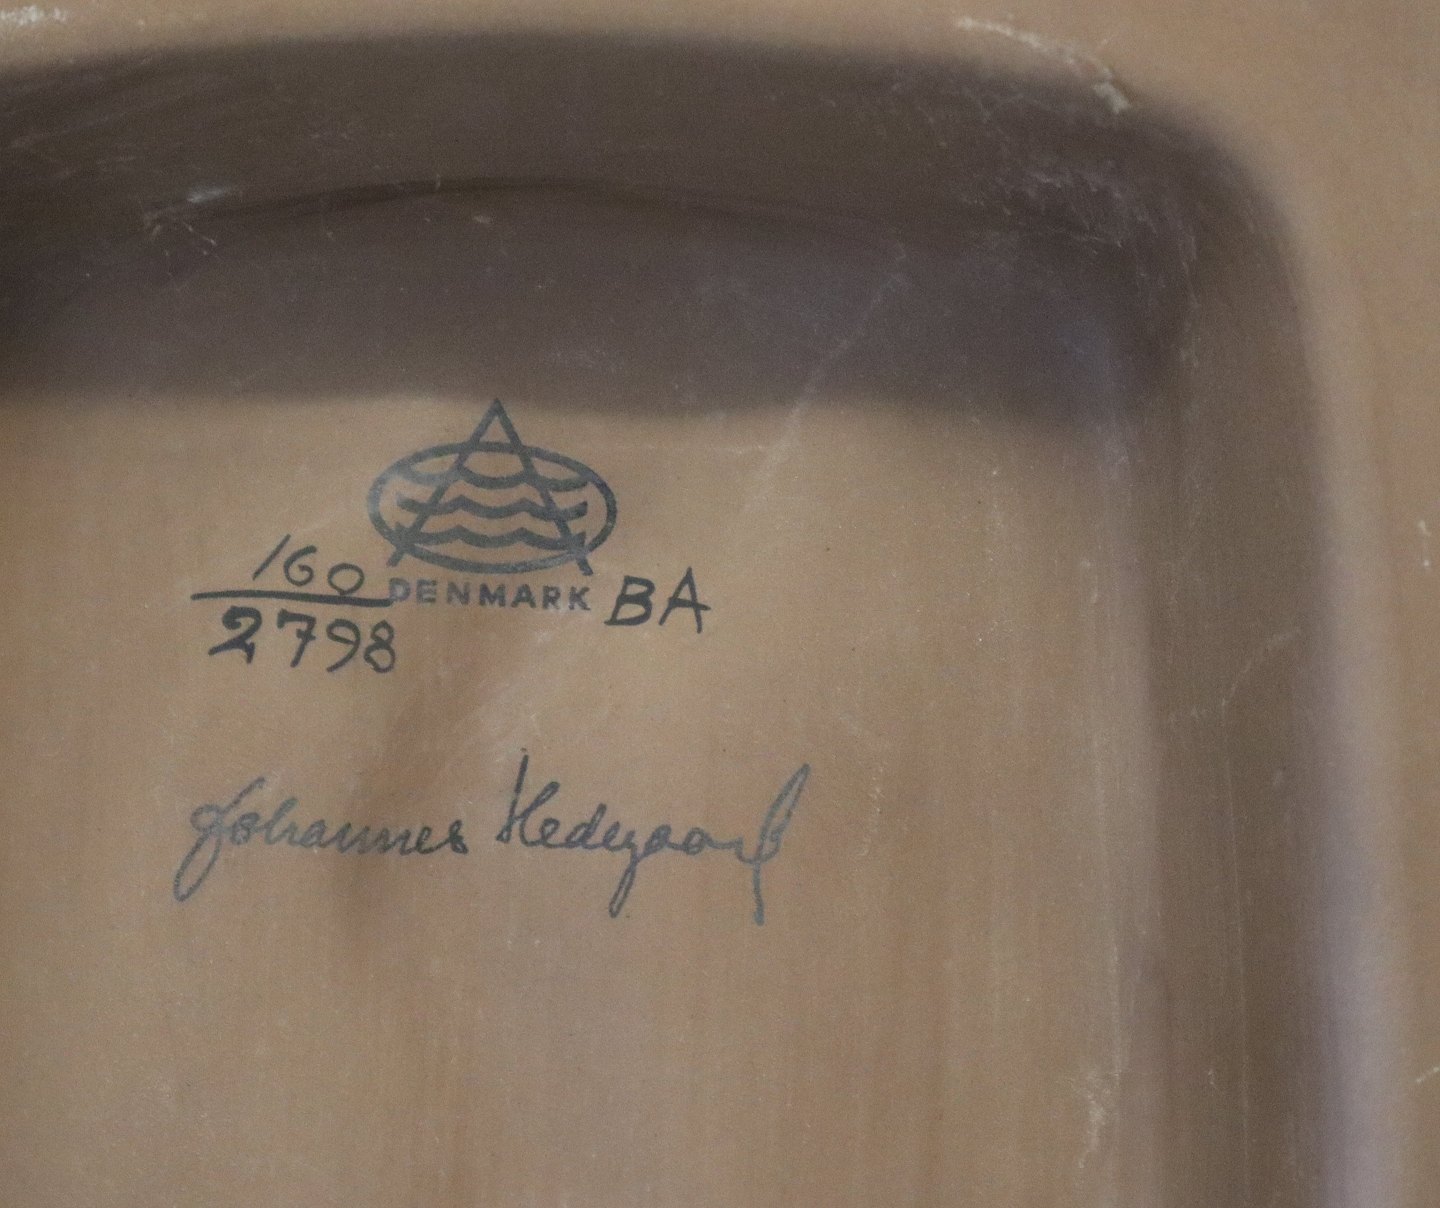 160
DENMARK BA
2798
Johannes Hedegaard